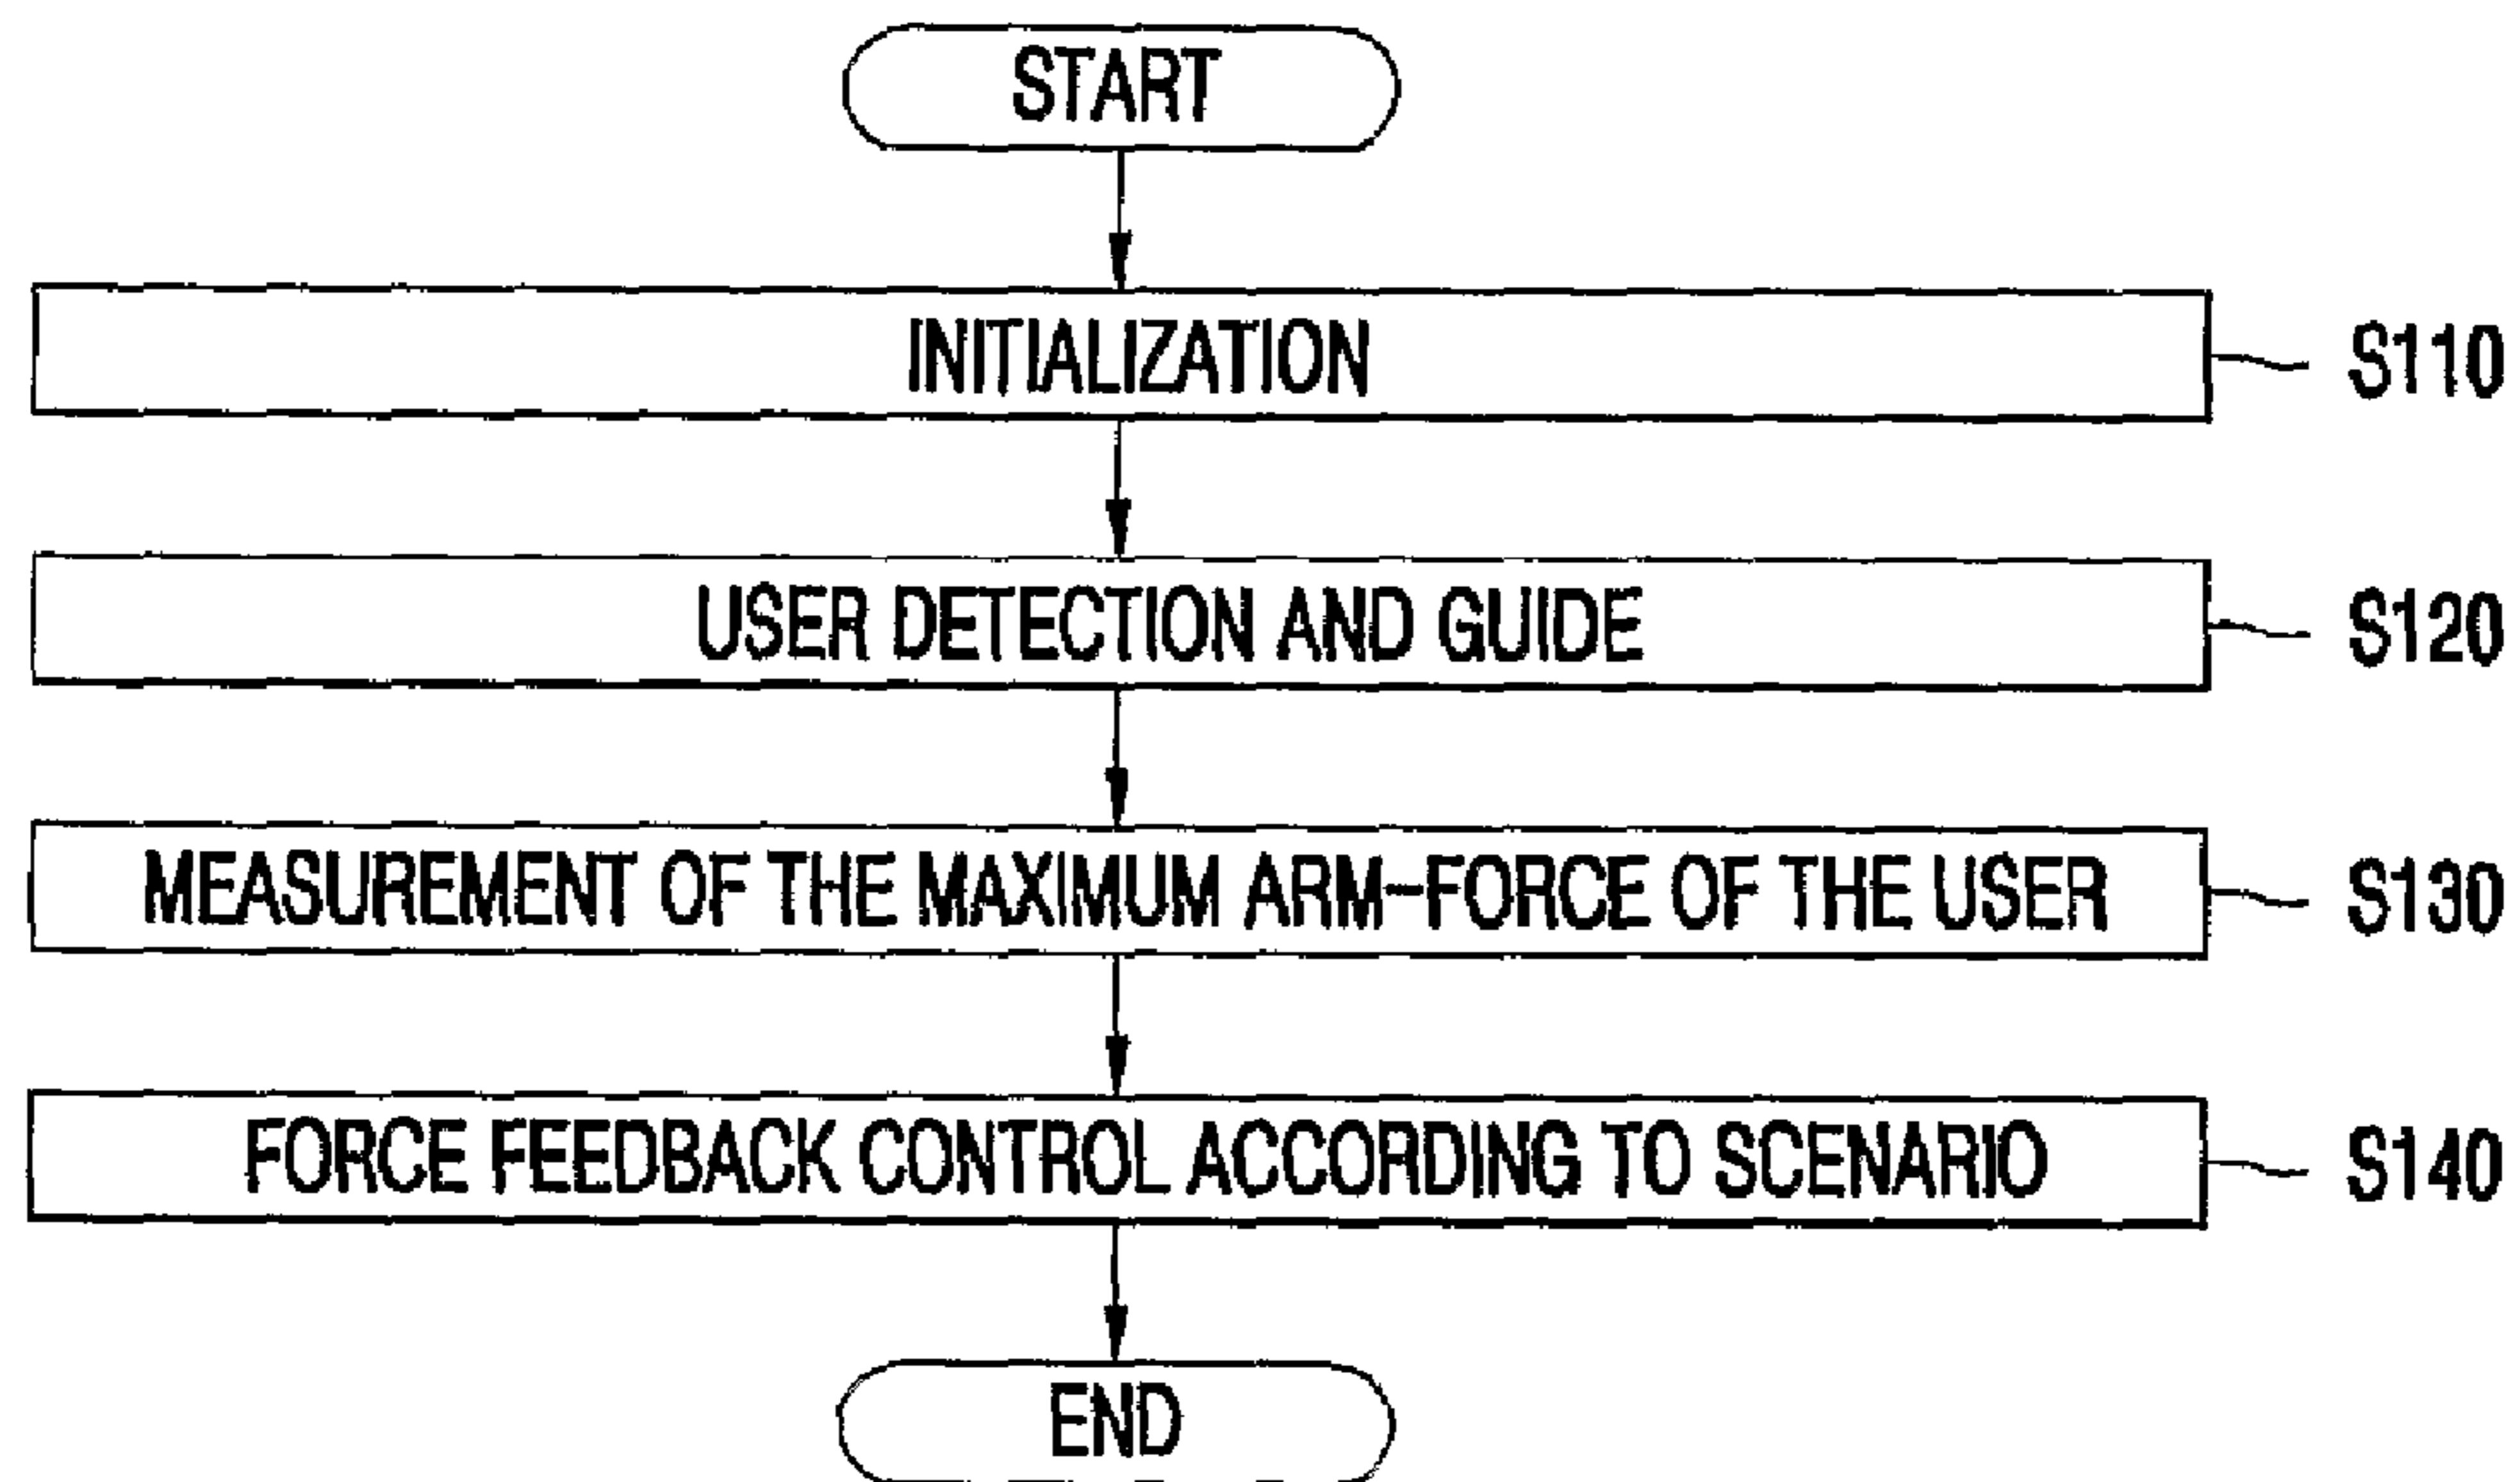 START
INITIALIZATION
S110
USER DETECTION AND GUIDE
S120
MEASUREMENT OF THE MAXIMUM ARM-FORCE OF THE USER
S130
FORCE FEEDBACK CONTROL ACCORDING TO SCENARIO
S140
END